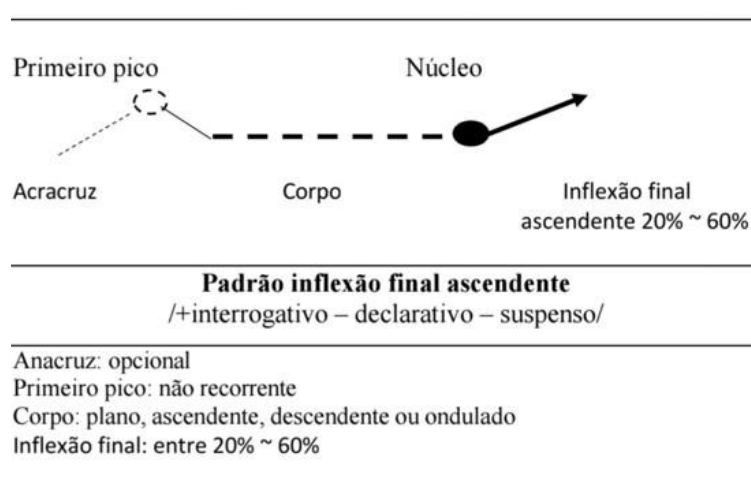 Primeiro pico Núcleo
Acracruz Corpo Inflexão final
ascendente 20% ~ 60%
Padrão inflexão final ascendente
/+interrogativo – declarativo – suspenso/
Anacruz: opcional
Primeiro pico: não recorrente
Corpo: plano, ascendente, descendente ou ondulado
Inflexão final: entre 20% ~ 60%